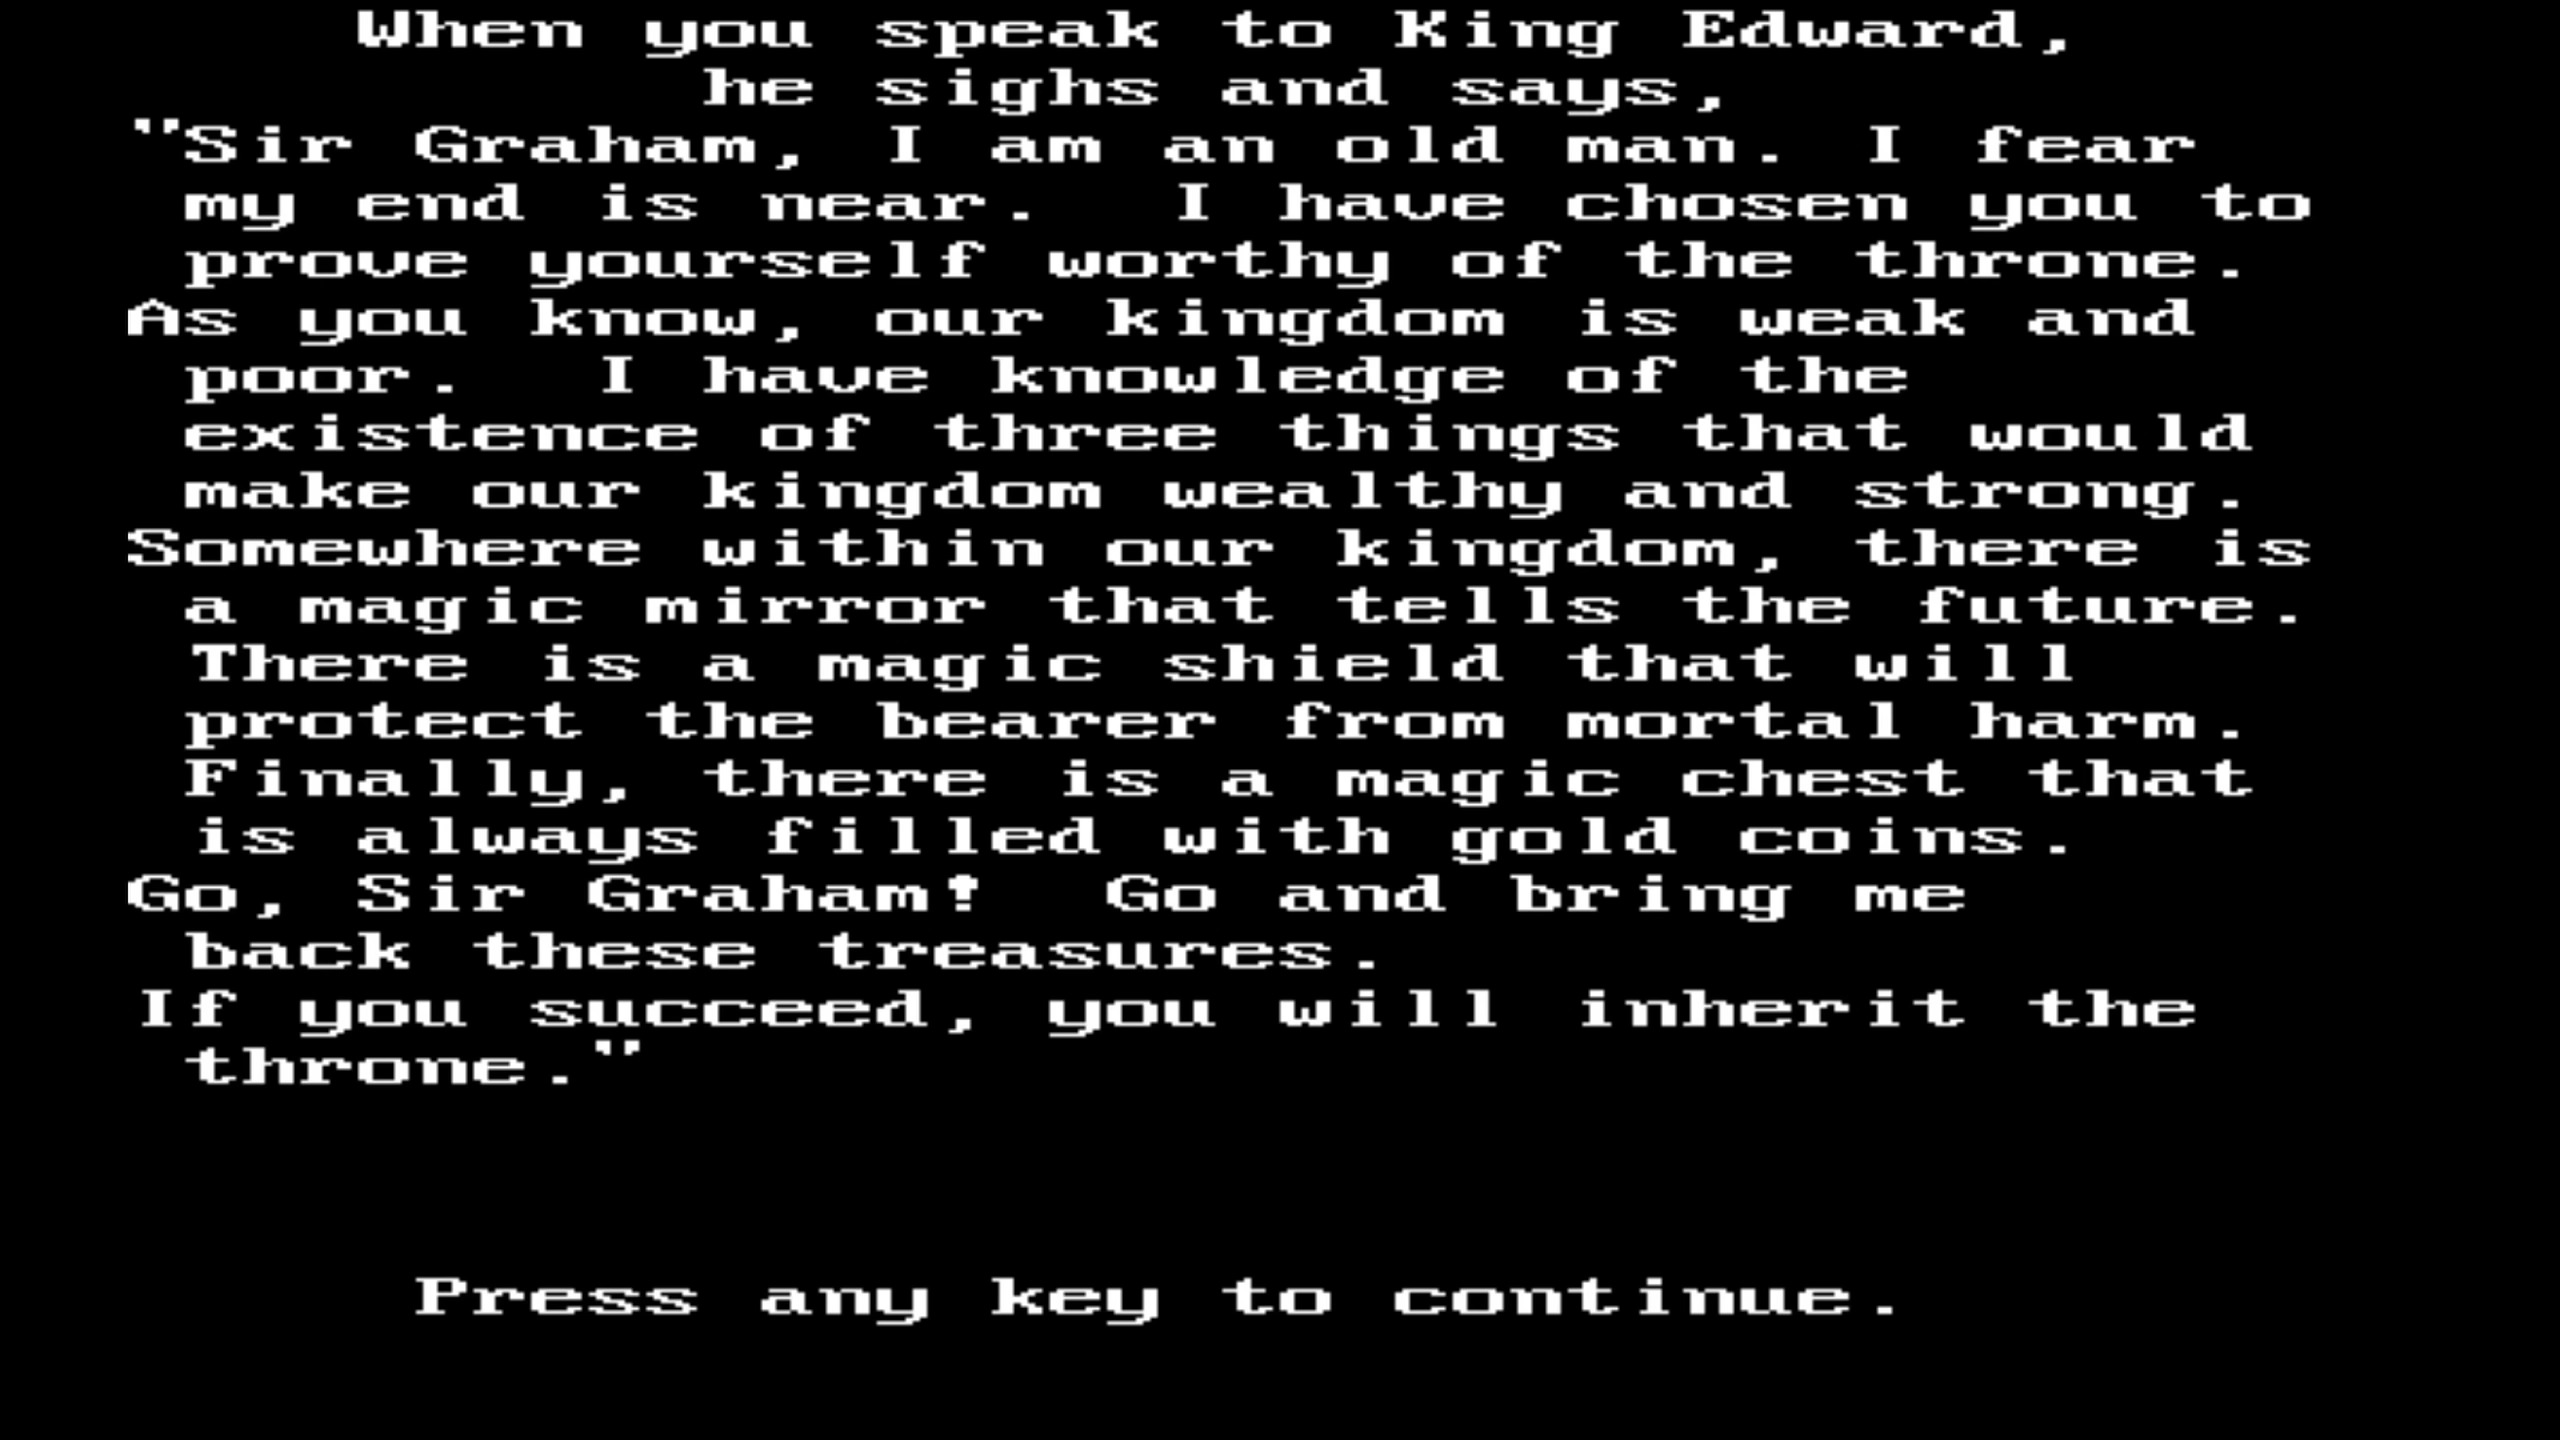 When you speak to King Edward,
he sighs and says,
"Sir Graham, I am an old man. I fear
my end is near.  I have chosen you to
prove yourself worthy of the throne.
As you know, our kingdom is weak and
poor.  I have knowledge of the
existence of three things that would
make our kingdom wealthy and strong.
Somewhere within our kingdom, there is
a magic mirror that tells the future.
There is a magic shield that will
protect the bearer from mortal harm.
Finally, there is a magic chest that
is always filled with gold coins.
Go, Sir Graham!  Go and bring me
back these treasures.
If you succeed, you will inherit the
throne."
Press any key to continue.